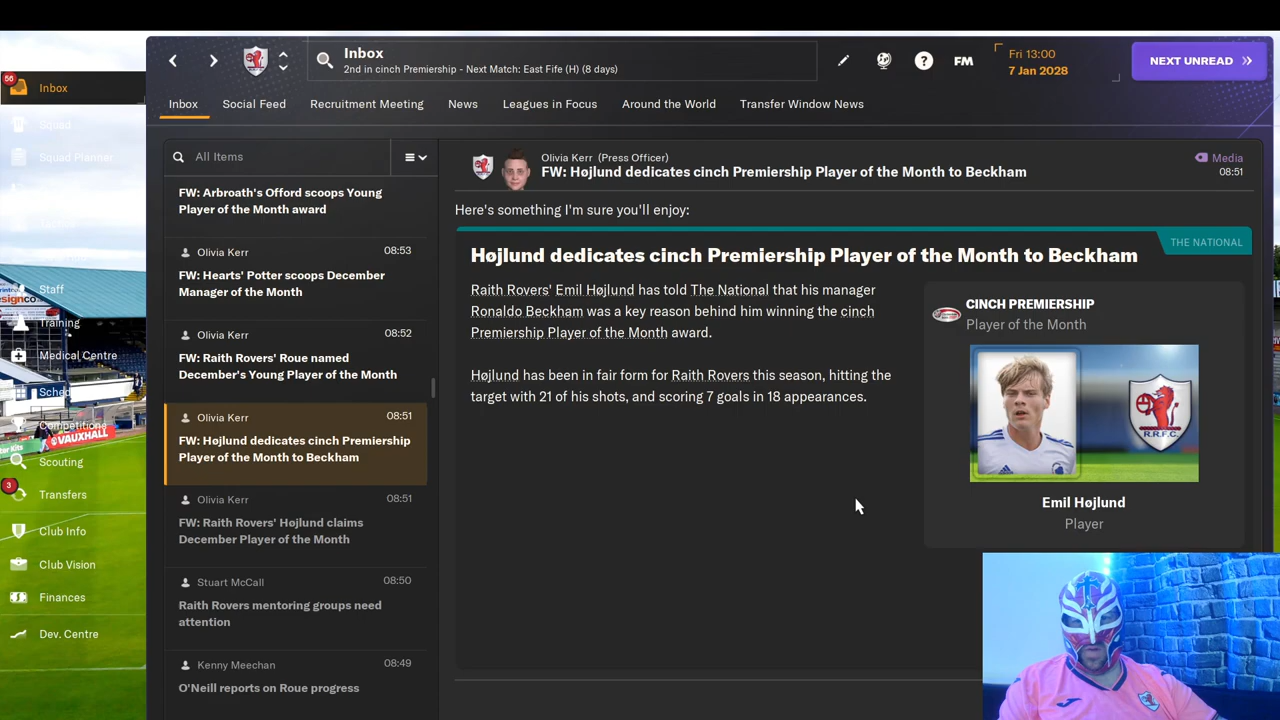 Inbox
2nd in cinch Premiership - Next Match: East Fife (H) (8 days)
FM
Fri 13:00
7 Jan 2028
NEXT UNREAD
56
Inbox
Squad
Squad Planner
Staff
Training
Medical Centre
Sched
Competitions
VAUXHALL
Scouting
3
Transfers
Club Info
Club Vision
Finances
Dev. Centre
Inbox
Social Feed
Recruitment Meeting
News
Leagues in Focus
Around the World
Transfer Window News
All Items
FW: Arbroath's Offord scoops Young
Player of the Month award
Olivia Kerr
08:53
FW: Hearts' Potter scoops December
Manager of the Month
Olivia Kerr
08:52
FW: Raith Rovers' Roue named
December's Young Player of the Month
Olivia Kerr
08:51
FW: Højlund dedicates cinch Premiership
Player of the Month to Beckham
Olivia Kerr
08:51
FW: Raith Rovers' Højlund claims
December Player of the Month
Stuart McCall
08:50
Raith Rovers mentoring groups need
attention
Kenny Meechan
08:49
O'Neill reports on Roue progress
Olivia Kerr (Press Officer)
FW: Højlund dedicates cinch Premiership Player of the Month to Beckham
Media
08:51
Here's something I'm sure you'll enjoy:
THE NATIONAL
Højlund dedicates cinch Premiership Player of the Month to Beckham
Raith Rovers' Emil Højlund has told The National that his manager
Ronaldo Beckham was a key reason behind him winning the cinch
Premiership Player of the Month award.
Højlund has been in fair form for Raith Rovers this season, hitting the
target with 21 of his shots, and scoring 7 goals in 18 appearances.
CINCH PREMIERSHIP
Player of the Month
R.R.F.C.
Emil Højlund
Player